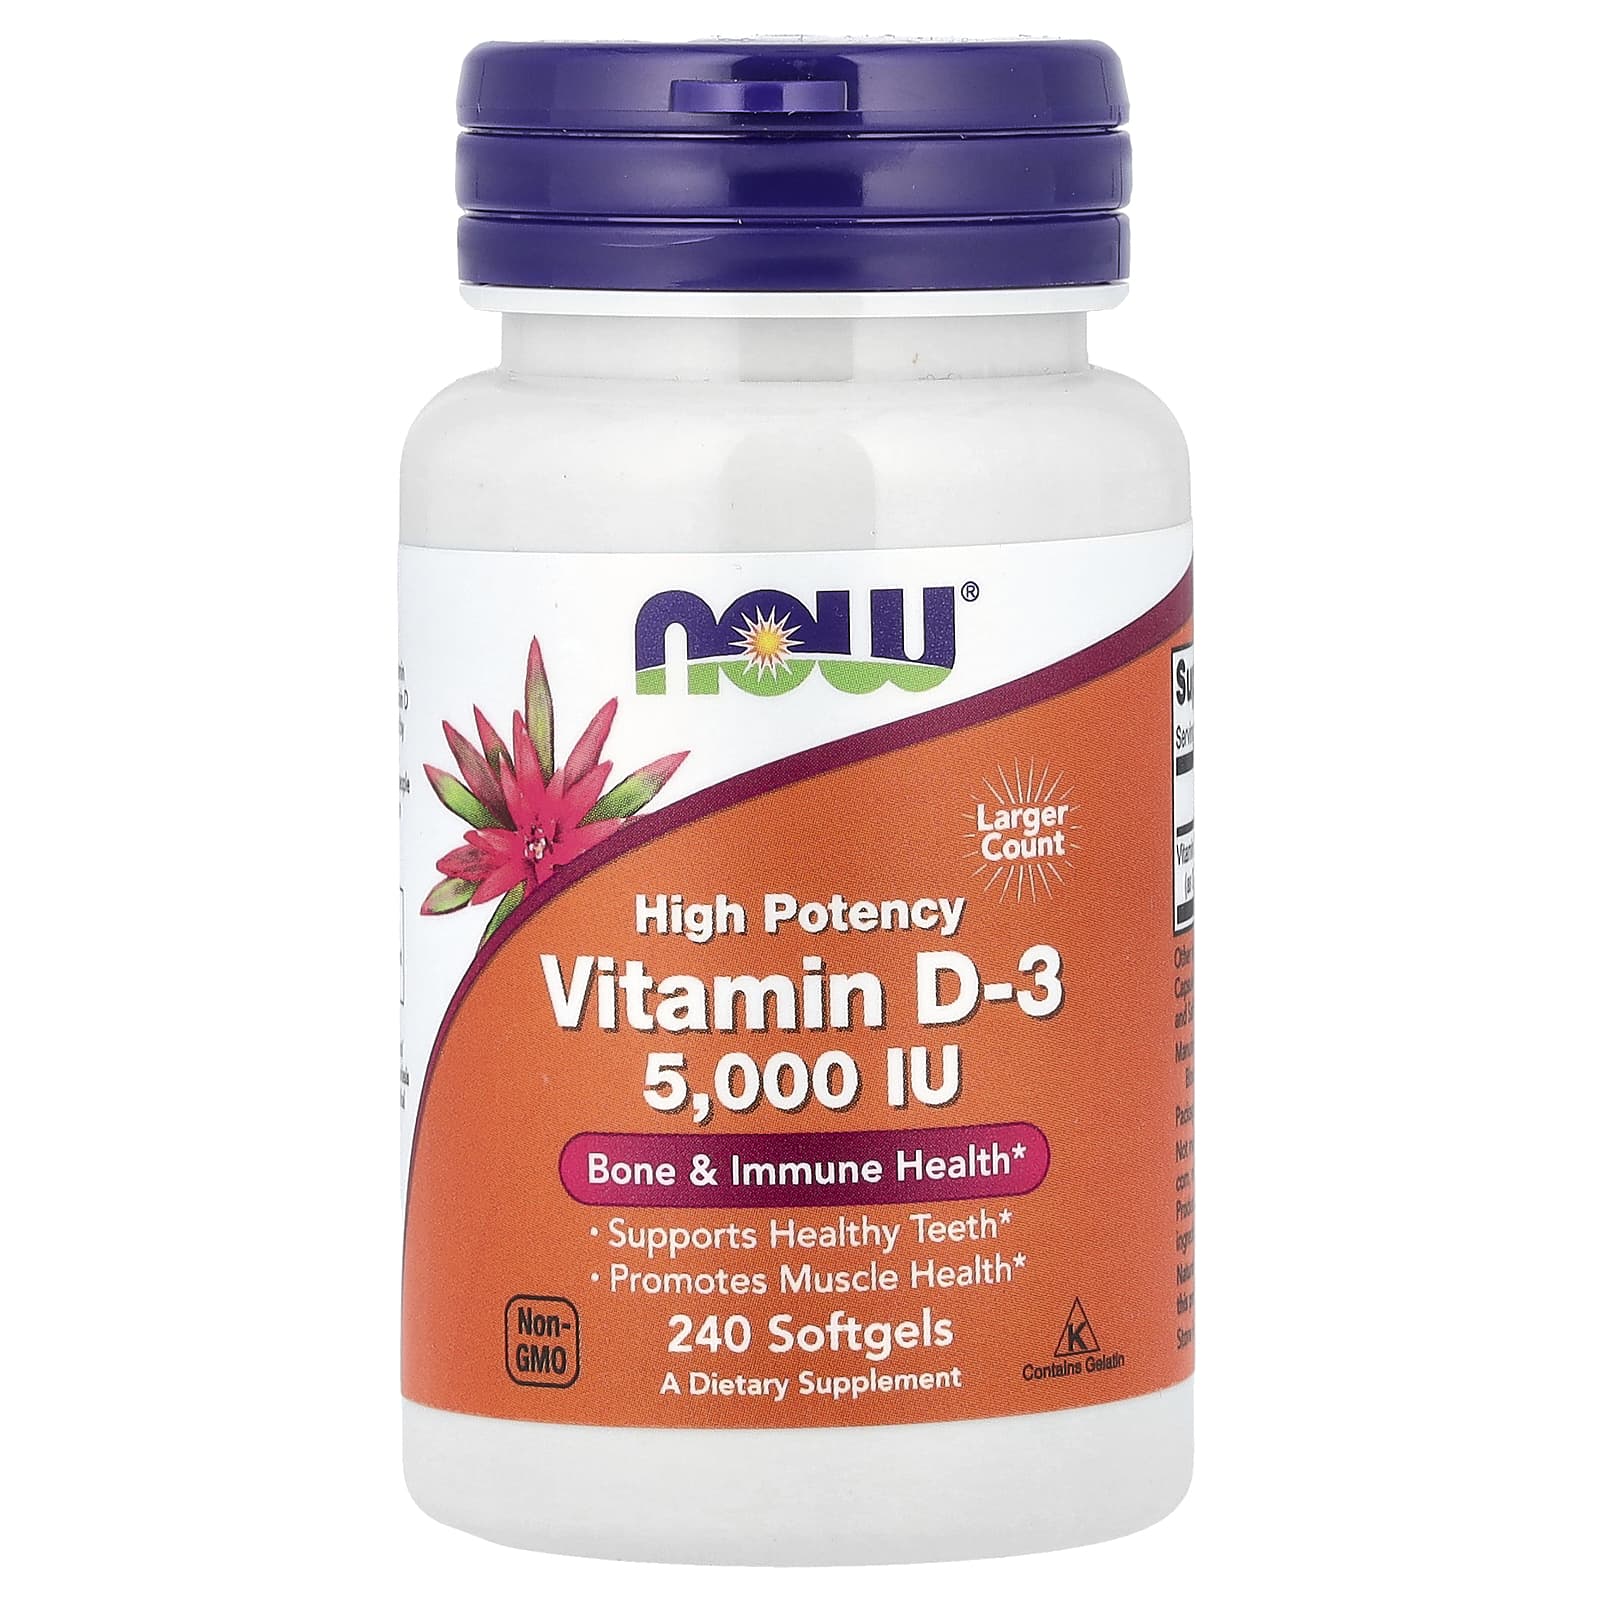 now®
Larger
Count
High Potency
Vitamin D-3
5,000 IU
Bone & Immune Health*
• Supports Healthy Teeth*
• Promotes Muscle Health*
240 Softgels
A Dietary Supplement
Non-
GMO
K
Contains Gelatin